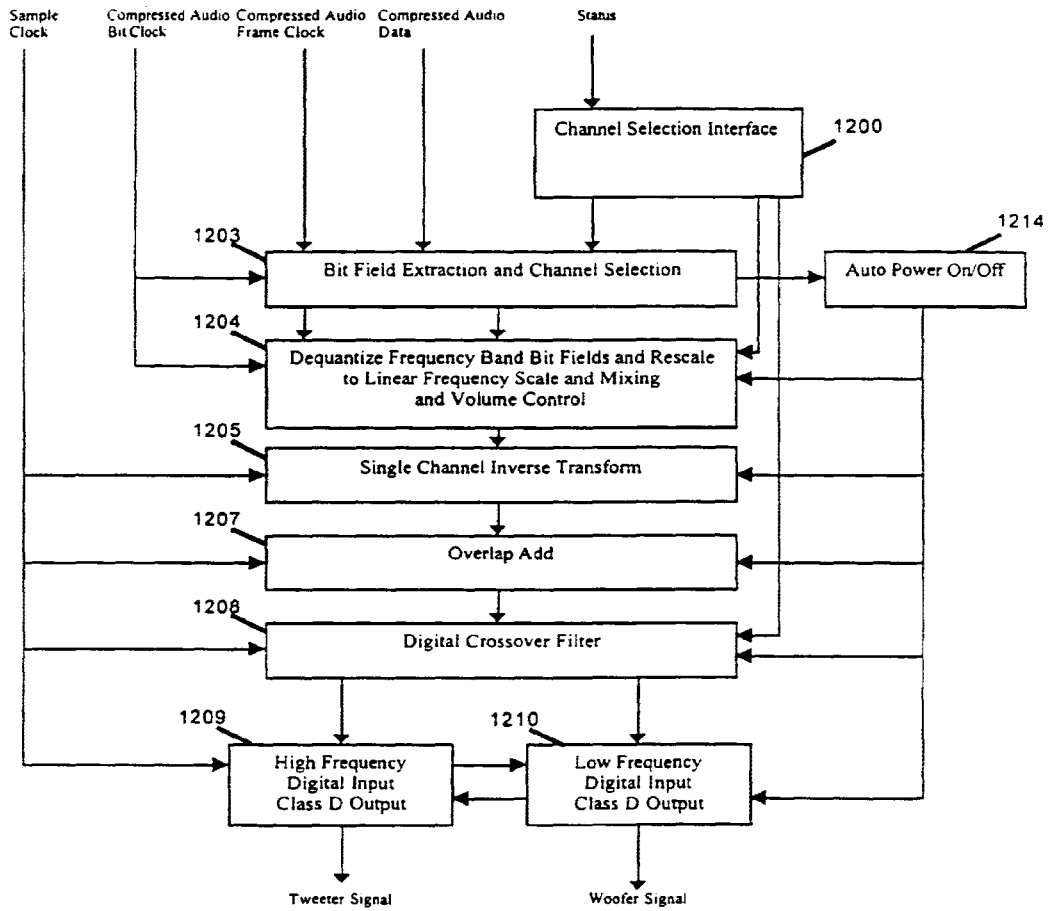 Sample
Clock
Compressed Audio
Bit Clock
Compressed Audio
Frame Clock
Compressed Audio
Data
Status
Channel Selection Interface
1200
1203
Bit Field Extraction and Channel Selection
1214
Auto Power On/Off
1204
Dequantize Frequency Band Bit Fields and Rescale
to Linear Frequency Scale and Mixing
and Volume Control
1205
Single Channel Inverse Transform
1207
Overlap Add
1208
Digital Crossover Filter
1209
High Frequency
Digital Input
Class D Output
1210
Low Frequency
Digital Input
Class D Output
Tweeter Signal
Woofer Signal